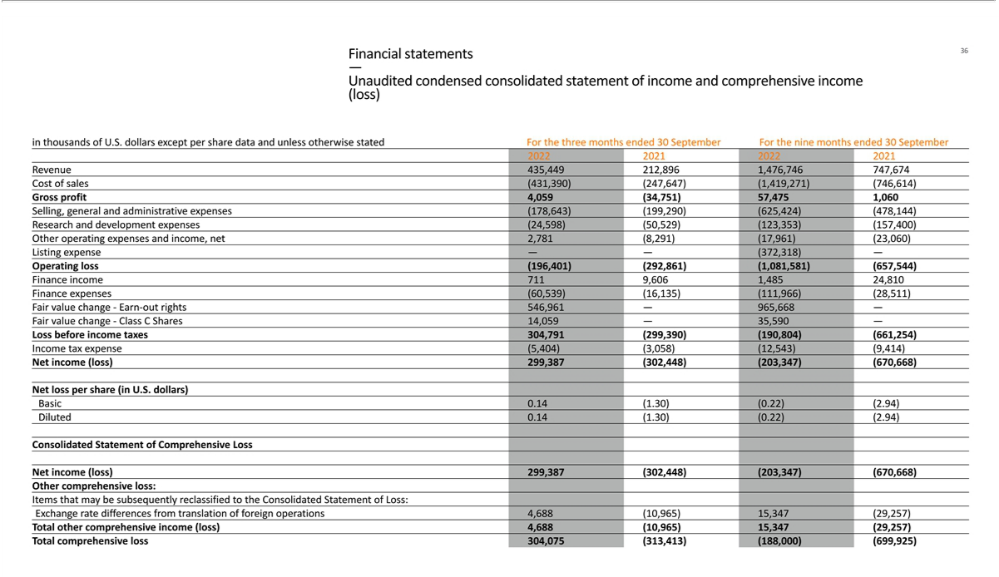 36
Financial statements
—
Unaudited condensed consolidated statement of income and comprehensive income
(loss)
in thousands of U.S. dollars except per share data and unless otherwise stated For the three months ended 30 September For the nine months ended 30 September
2022 2021 2022 2021
Revenue 435,449 212,896 1,476,746 747,674
Cost of sales (431,390) (247,647) (1,419,271) (746,614)
Gross profit 4,059 (34,751) 57,475 1,060
Selling, general and administrative expenses (178,643) (199,290) (625,424) (478,144)
Research and development expenses (24,598) (50,529) (123,353) (157,400)
Other operating expenses and income, net 2,781 (8,291) (17,961) (23,060)
Listing expense — — (372,318) —
Operating loss (196,401) (292,861) (1,081,581) (657,544)
Finance income 711 9,606 1,485 24,810
Finance expenses (60,539) (16,135) (111,966) (28,511)
Fair value change - Earn-out rights 546,961 — 965,668 —
Fair value change - Class C Shares 14,059 — 35,590 —
Loss before income taxes 304,791 (299,390) (190,804) (661,254)
Income tax expense (5,404) (3,058) (12,543) (9,414)
Net income (loss) 299,387 (302,448) (203,347) (670,668)
Net loss per share (in U.S. dollars)
Basic 0.14 (1.30) (0.22) (2.94)
Diluted 0.14 (1.30) (0.22) (2.94)
Consolidated Statement of Comprehensive Loss
Net income (loss) 299,387 (302,448) (203,347) (670,668)
Other comprehensive loss:
Items that may be subsequently reclassified to the Consolidated Statement of Loss:
Exchange rate differences from translation of foreign operations 4,688 (10,965) 15,347 (29,257)
Total other comprehensive income (loss) 4,688 (10,965) 15,347 (29,257)
Total comprehensive loss 304,075 (313,413) (188,000) (699,925)